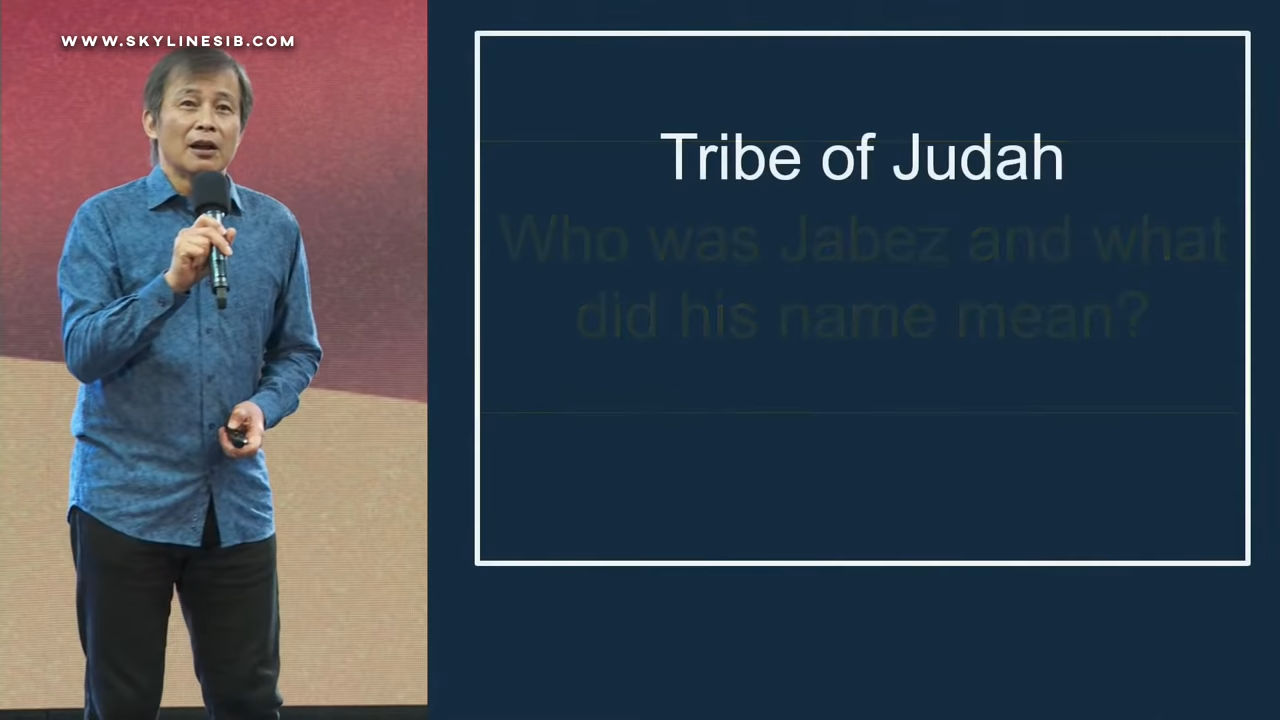 WWW.SKYLINESIB.COM
Tribe of Judah
Who was Jabez and what
did his name mean?